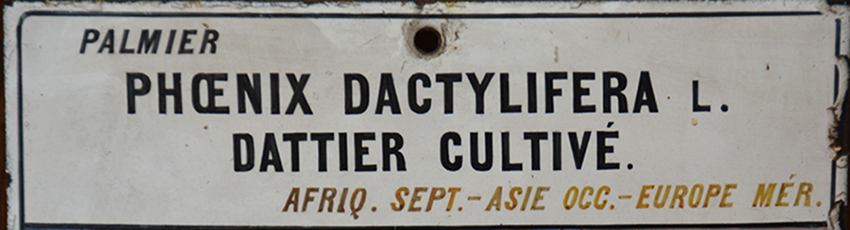 PALMIER
PHŒNIX DACTYLIFERA L.
DATTIER CULTIVÉ.
AFRIQ. SEPT.-ASIE OCC.-EUROPE MÉR.